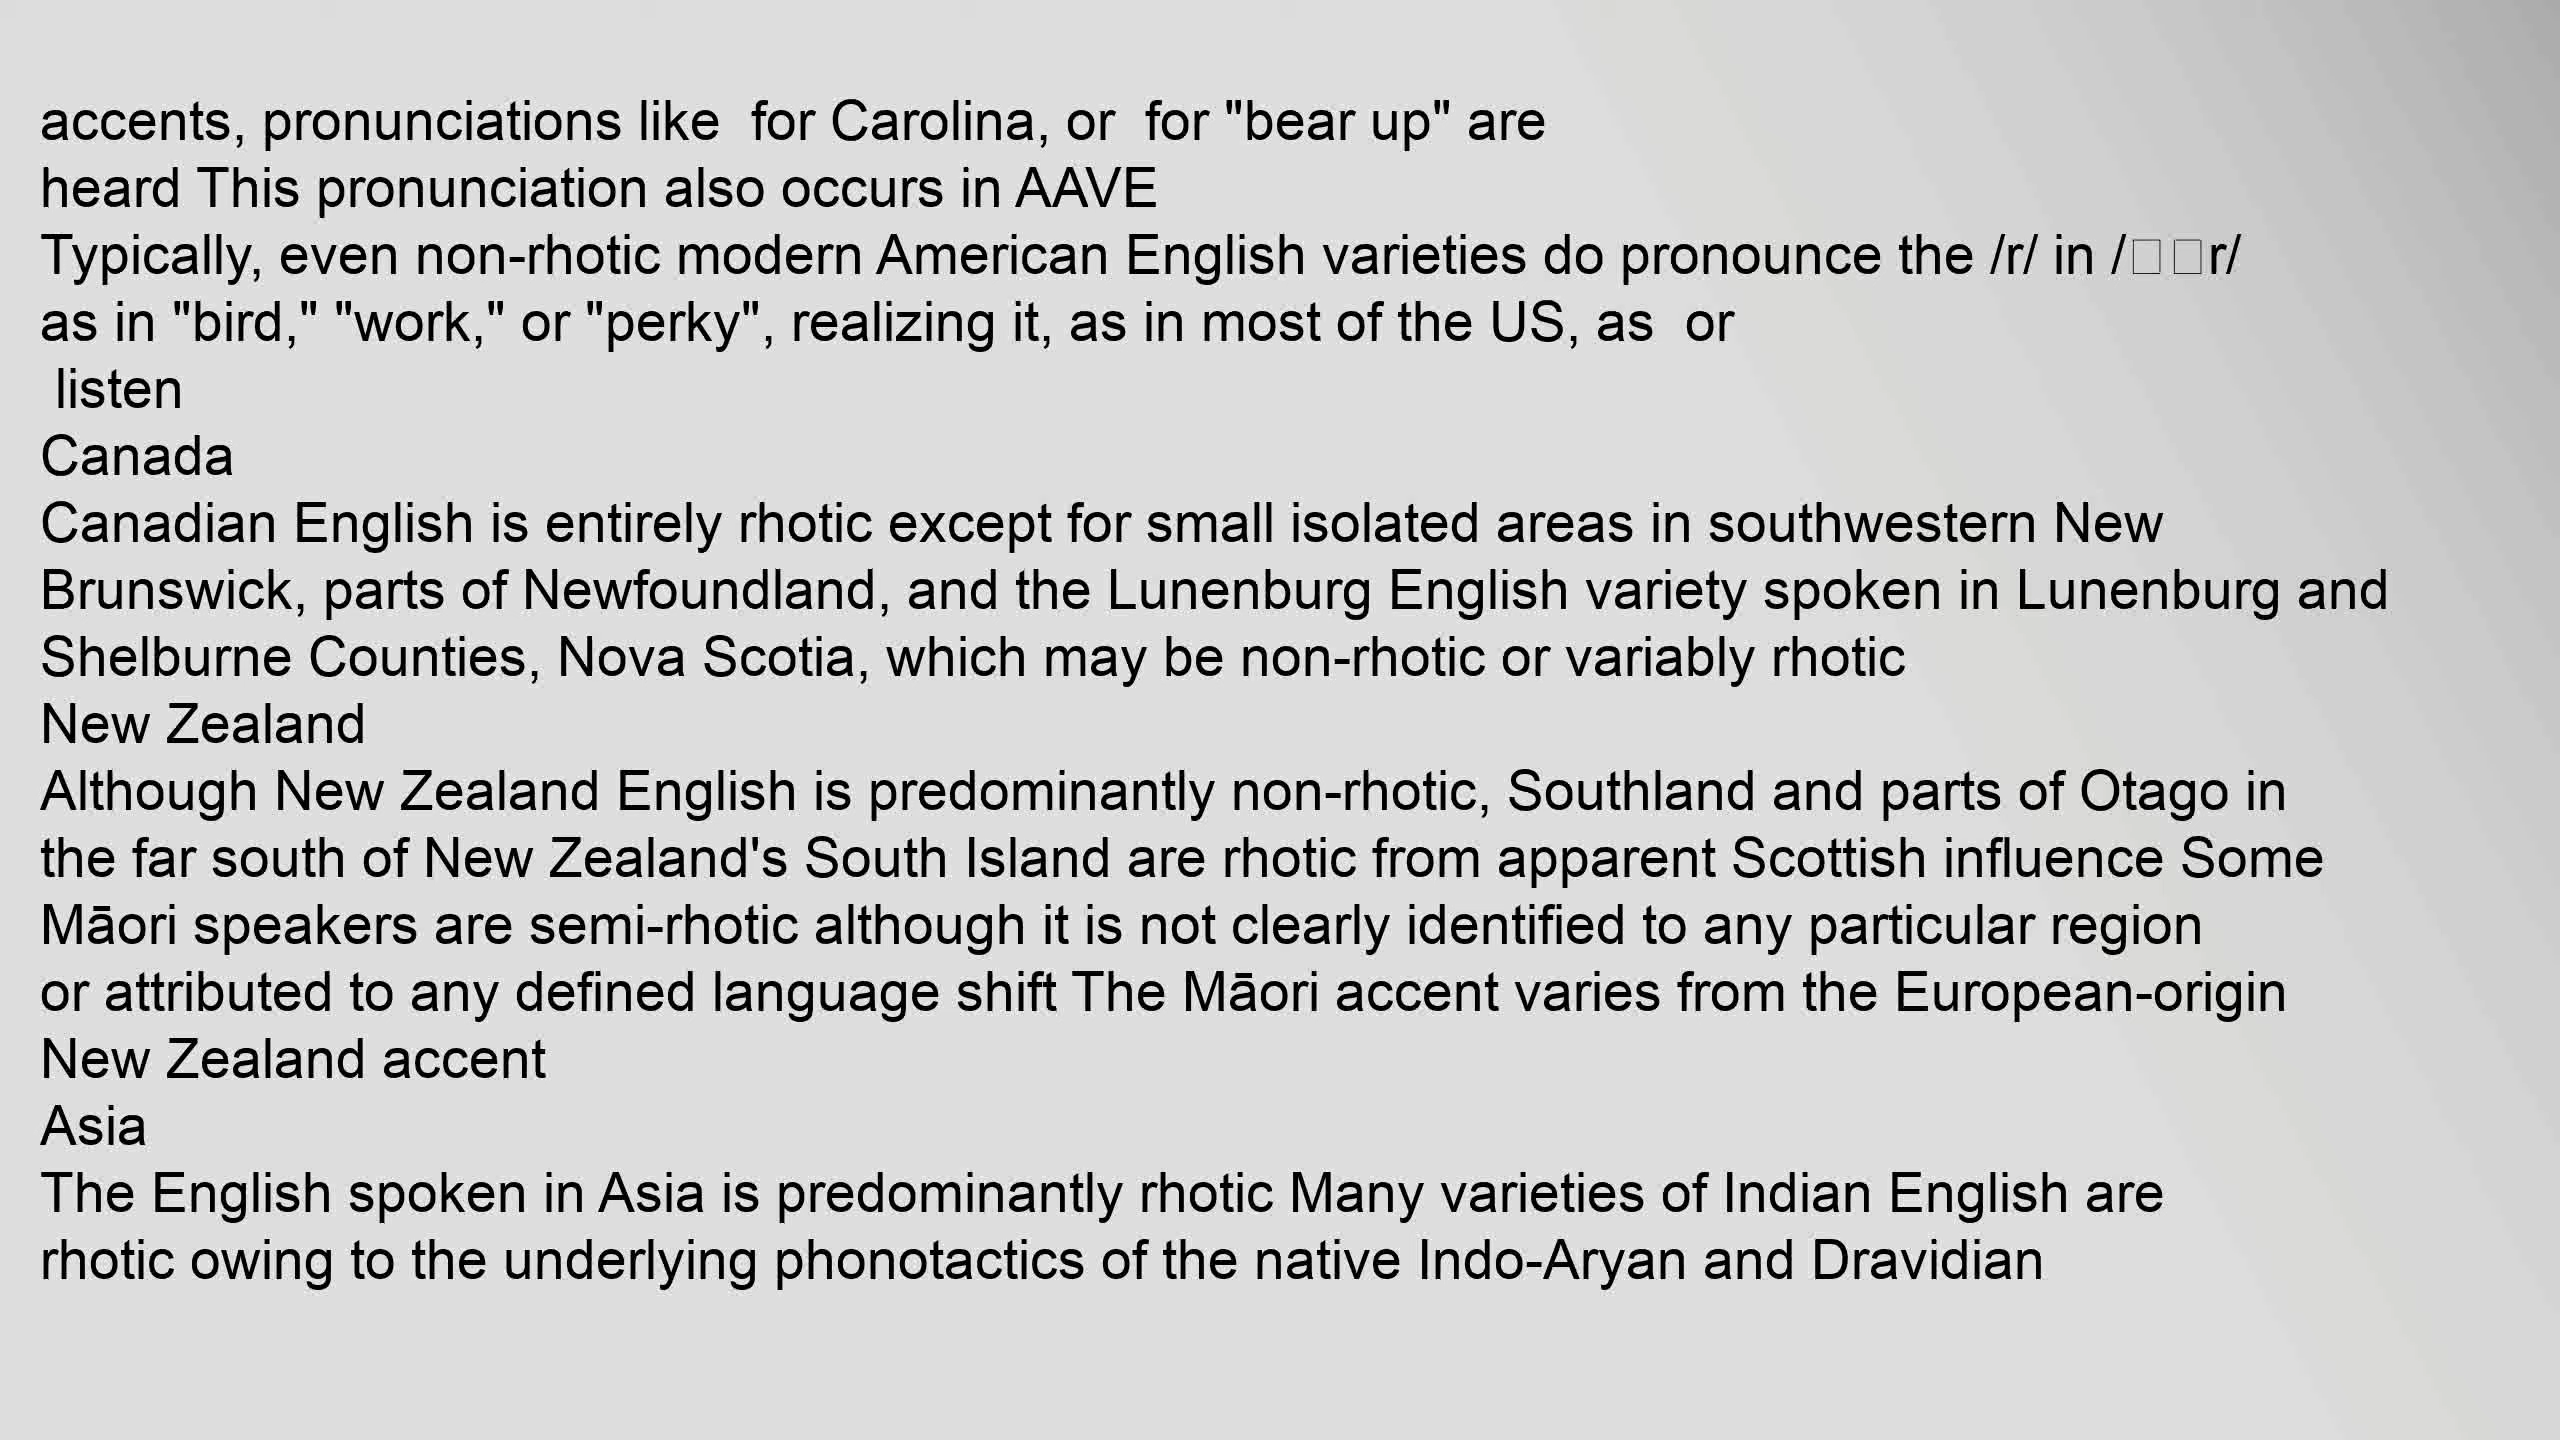 accents, pronunciations like  for Carolina, or  for "bear up" are
heard This pronunciation also occurs in AAVE
Typically, even non-rhotic modern American English varieties do pronounce the /r/ in /□□r/
as in "bird," "work," or "perky", realizing it, as in most of the US, as  or
listen
Canada
Canadian English is entirely rhotic except for small isolated areas in southwestern New
Brunswick, parts of Newfoundland, and the Lunenburg English variety spoken in Lunenburg and
Shelburne Counties, Nova Scotia, which may be non-rhotic or variably rhotic
New Zealand
Although New Zealand English is predominantly non-rhotic, Southland and parts of Otago in
the far south of New Zealand's South Island are rhotic from apparent Scottish influence Some
Māori speakers are semi-rhotic although it is not clearly identified to any particular region
or attributed to any defined language shift The Māori accent varies from the European-origin
New Zealand accent
Asia
The English spoken in Asia is predominantly rhotic Many varieties of Indian English are
rhotic owing to the underlying phonotactics of the native Indo-Aryan and Dravidian